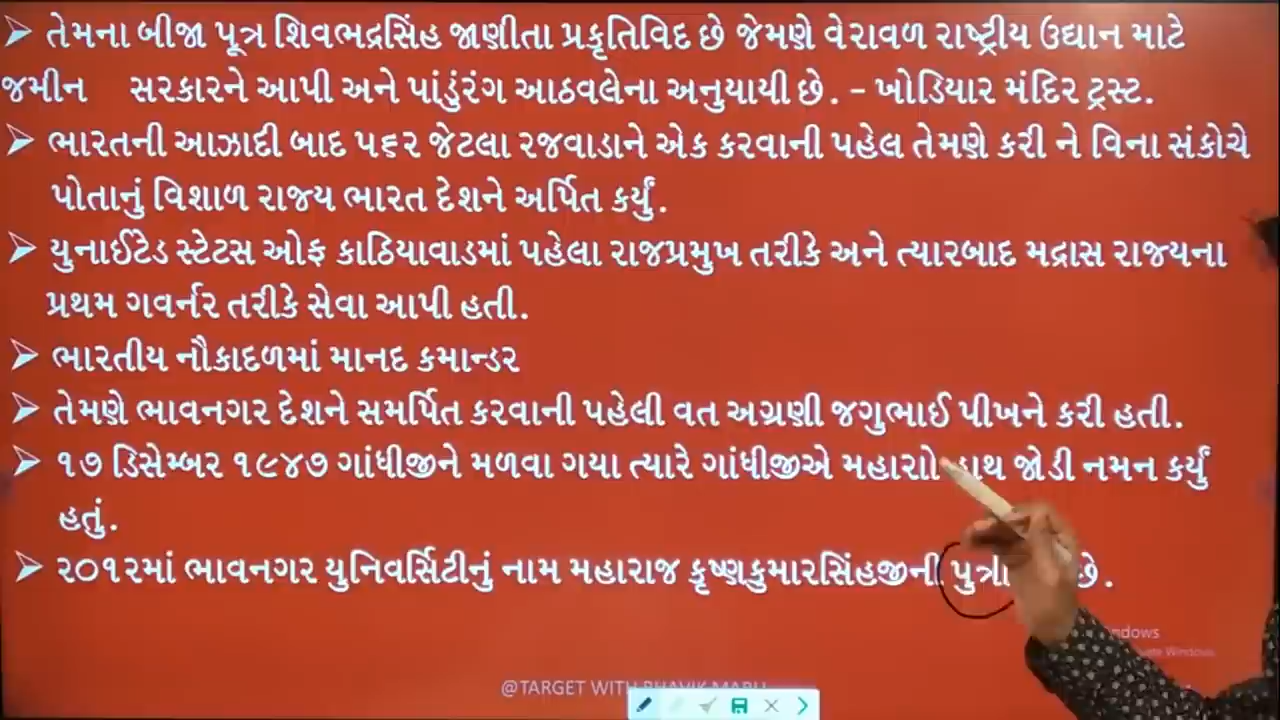 ➢ તેમના બીજા પૂત્ર શિવભદ્રસિંહ જાણીતા પ્રકૃતિવિદ છે જેમણે વેરાવળ રાષ્ટ્રીય ઉદ્યાન માટે
જમીન સરકારને આપી અને પાંડુંરંગ આઠવલેના અનુયાયી છે. - ખોડિયાર મંદિર ટ્રસ્ટ.
➢ ભારતની આઝાદી બાદ ૫૬૨ જેટલા રજવાડાને એક કરવાની પહેલ તેમણે કરી ને વિના સંકોચે
પોતાનું વિશાળ રાજ્ય ભારત દેશને અર્પિત કર્યું.
➢ યુનાઈટેડ સ્ટેટસ ઓફ કાઠિયાવાડમાં પહેલા રાજપ્રમુખ તરીકે અને ત્યારબાદ મદ્રાસ રાજયના
પ્રથમ ગવર્નર તરીકે સેવા આપી હતી.
➢ ભારતીય નૌકાદળમાં માનદ કમાન્ડર
➢ તેમણે ભાવનગર દેશને સમર્પિત કરવાની પહેલી વત અગ્રણી જગુભાઈ પીખને કરી હતી.
➢ ૧૭ ડિસેમ્બર ૧૯૪૭ ગાંધીજીને મળવા ગયા ત્યારે ગાંધીજીએ જોડી નમન કર્યું
હતું.
➢ ૨૦૧૨માં ભાવનગર યુનિવર્સિટીનું નામ મહારાજ કૃષ્ણકુમારસિંહજીની છે.
@TARGET WITH